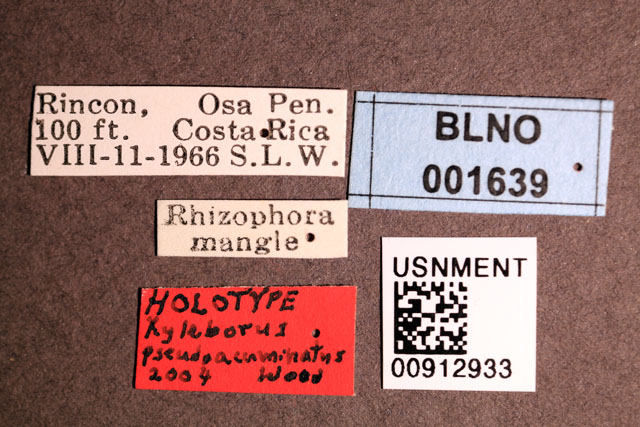 Rincon, Osa Pen.
100 ft. Costa Rica
VIII-11-1966 S.L.W.
BLNO
001639
Rhizophora
mangle
HOLOTYPE
Xyleborus
pseudoacuminatus
2004 Wood
USNMENT
00912933